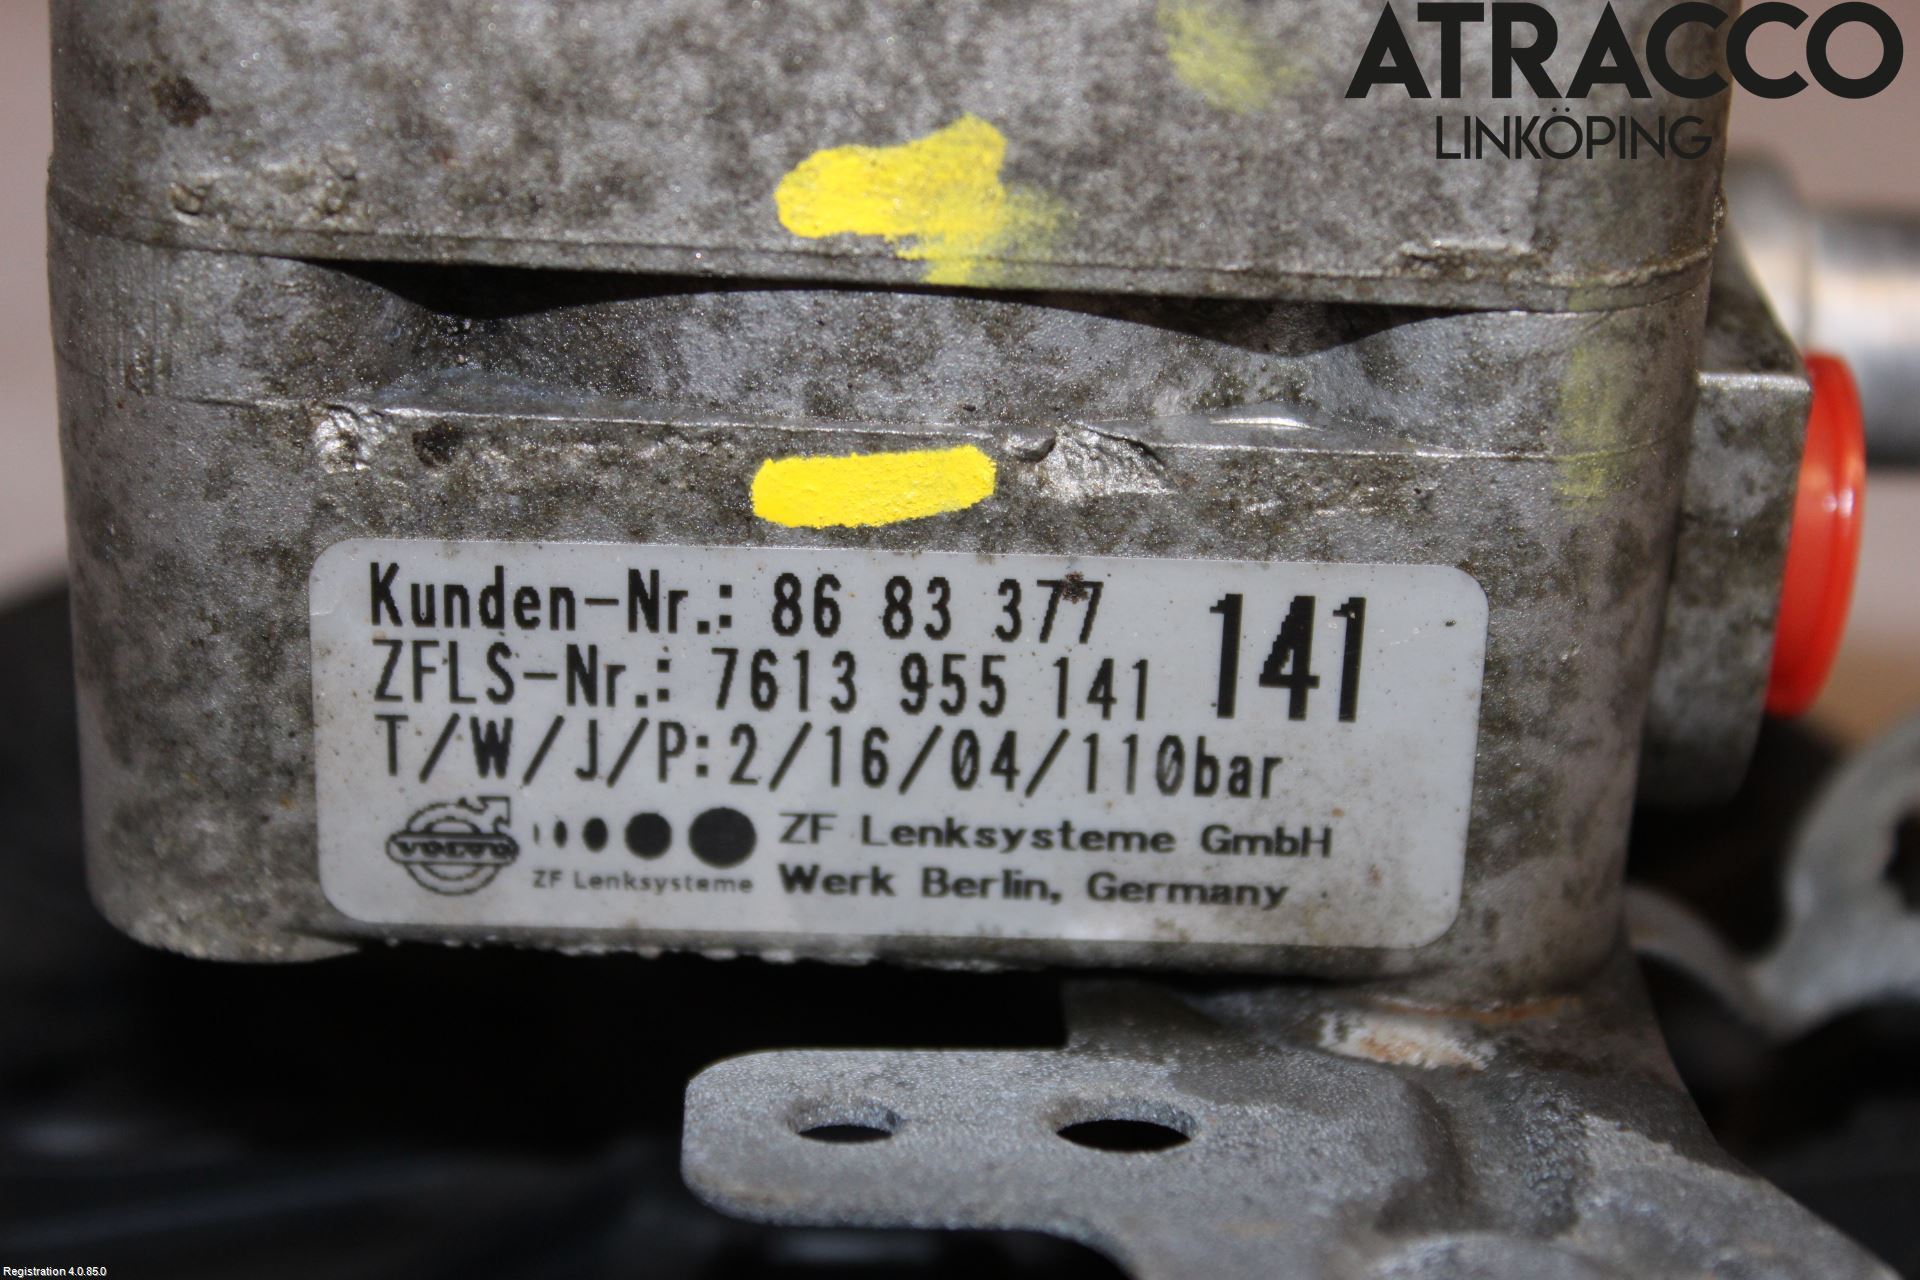 ATRACCO
LINKÖPING
Kunden-Nr.: 86 83 377
141
ZFLS-Nr.: 7613 955 141
T/W/J/P: 2/16/04/110bar
VOLVO
ZF Lenksysteme
ZF Lenksysteme GmbH
Werk Berlin, Germany
Registration 4.0.85.0